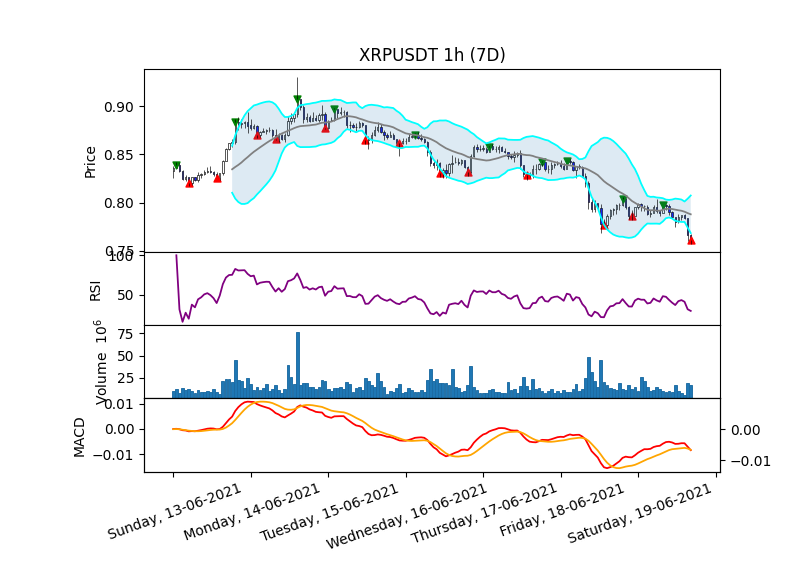 XRPUSDT 1h (7D)
Price
0.90
0.85
0.80
0.75
RSI
100
50
Volume 10^6
75
50
25
MACD
0.01
0.00
−0.01
0.00
−0.01
Sunday, 13-06-2021
Monday, 14-06-2021
Tuesday, 15-06-2021
Wednesday, 16-06-2021
Thursday, 17-06-2021
Friday, 18-06-2021
Saturday, 19-06-2021